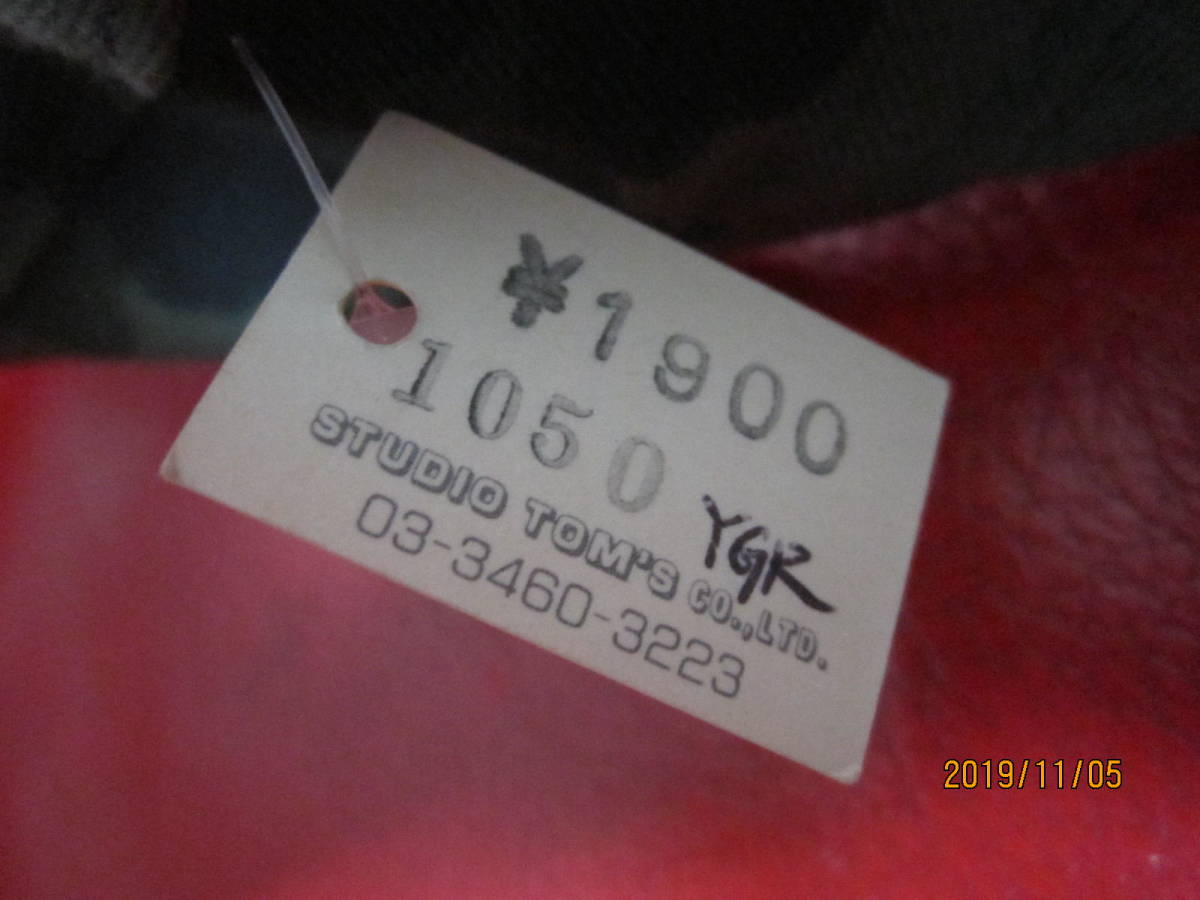 ¥1900
1050
YGR
STUDIO TOM'S CO.,LTD.
03-3460-3223
2019/11/05